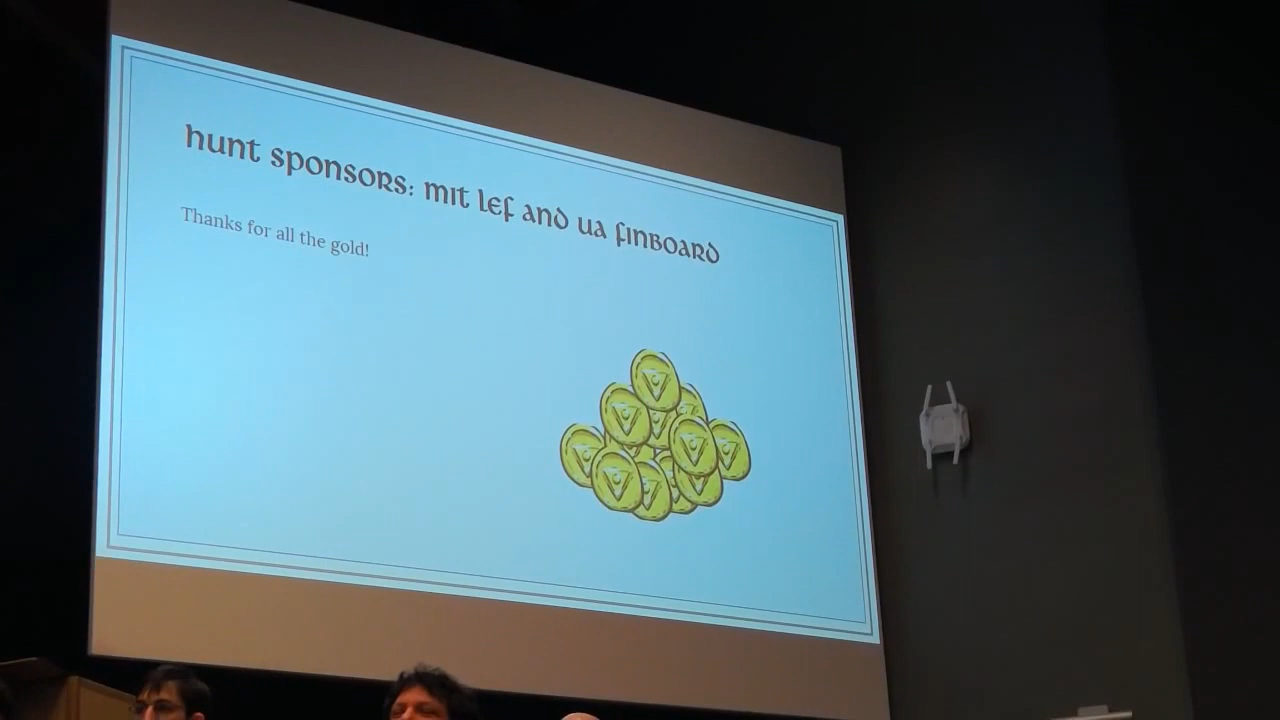 hunt sponsors: mit lef and ua finboard
Thanks for all the gold!